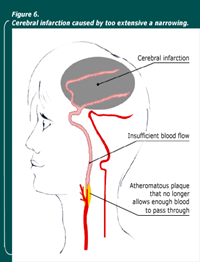 Figure 6.
Cerebral infarction caused by too extensive a narrowing.
Cerebral infarction
Insufficient blood flow
Atheromatous plaque
that no longer
allows enough blood
to pass through